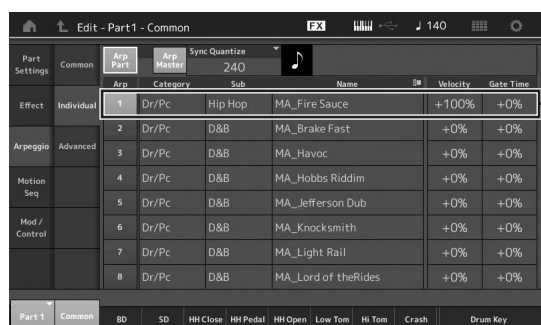 Edit - Part1 - Common FX 140
Part Settings Common Arp Part Arp Master Sync Quantize 240
Arp Category Sub Name Velocity Gate Time
Effect Individual 1 Dr/Pc Hip Hop MA_Fire Sauce +100% +0%
2 Dr/Pc D&B MA_Brake Fast +0% +0%
Arpeggio Advanced 3 Dr/Pc D&B MA_Havoc +0% +0%
Motion Seq 4 Dr/Pc D&B MA_Hobbs Riddim +0% +0%
5 Dr/Pc D&B MA_Jefferson Dub +0% +0%
Mod / Control 6 Dr/Pc D&B MA_Knocksmith +0% +0%
7 Dr/Pc D&B MA_Light Rail +0% +0%
8 Dr/Pc D&B MA_Lord of theRides +0% +0%
Part 1 Common BD SD HH Close HH Pedal HH Open Low Tom Hi Tom Crash Drum Key